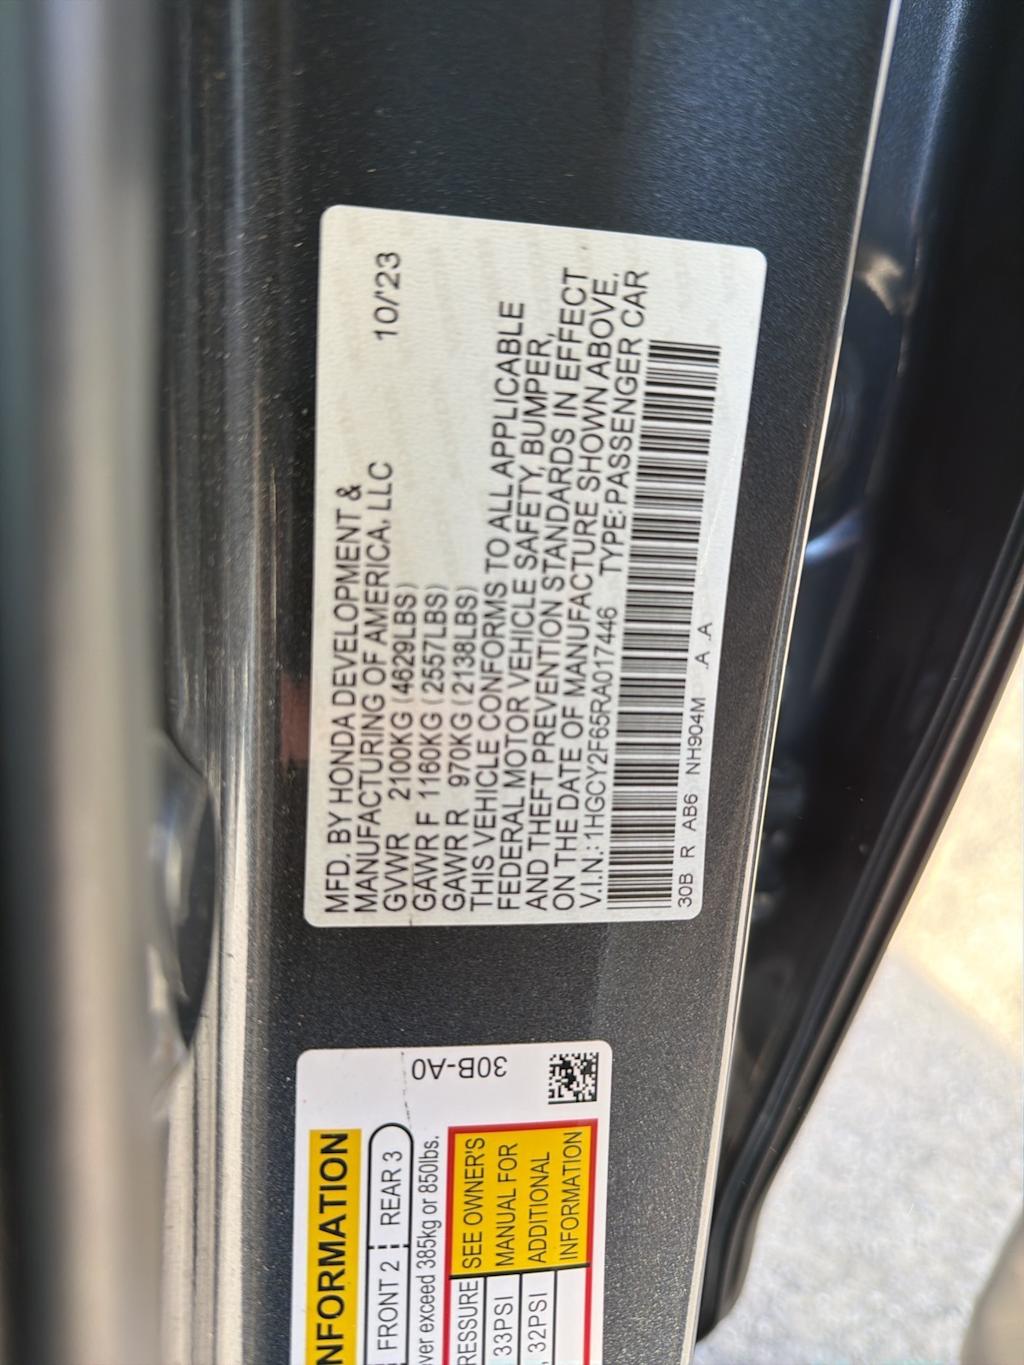 MFD. BY HONDA DEVELOPMENT &
MANUFACTURING OF AMERICA, LLC 10/'23
GVWR 2100KG (4629LBS)
GAWR F 1160KG (2557LBS)
GAWR R 970KG (2138LBS)
THIS VEHICLE CONFORMS TO ALL APPLICABLE
FEDERAL MOTOR VEHICLE SAFETY, BUMPER,
AND THEFT PREVENTION STANDARDS IN EFFECT
ON THE DATE OF MANUFACTURE SHOWN ABOVE.
V.I.N.: 1HGCY2F65RA017446 TYPE: PASSENGER CAR
30B R AB6 NH904M A A
NFORMATION
FRONT 2 REAR 3
ver exceed 385kg or 850lbs.
30B-A0
ESSURE
33PSI
32PSI
SEE OWNER'S
MANUAL FOR
ADDITIONAL
INFORMATION